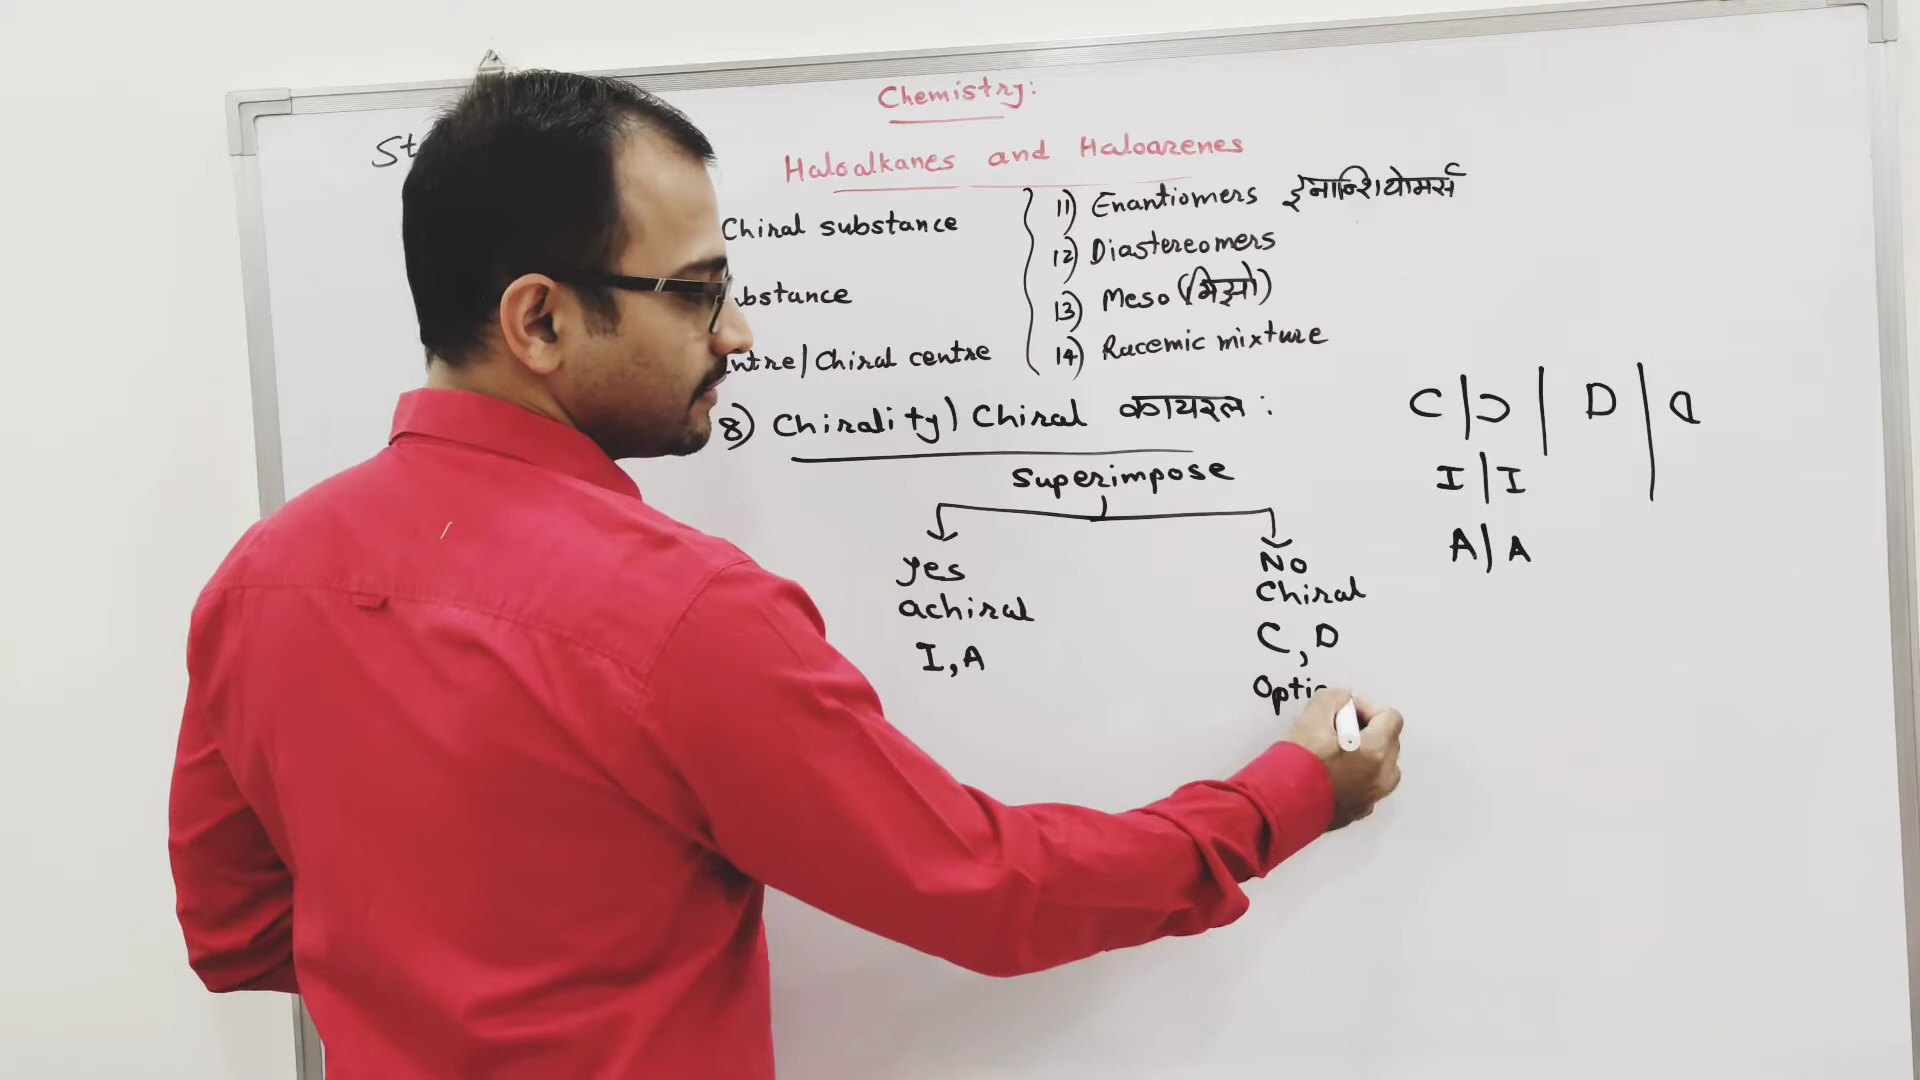 Chemistry:
Haloalkanes and Haloarenes
St
Chiral substance
bstance
ntre/Chiral centre
11) Enantiomers इनान्शियोमर्स
12) Diastereomers
13) Meso (मिझो)
14) Racemic mixture
8) Chirality) Chiral कायरल :
Superimpose
yes
achiral
I, A
No
Chiral
C, D
Opti
C | Ɔ | D | ᗡ
I | I
A | A